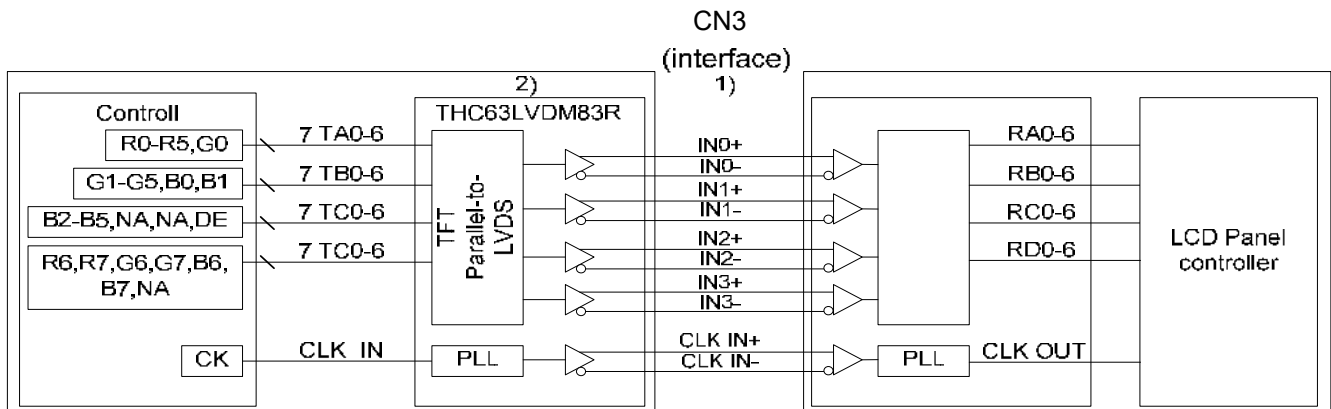 CN3
(interface)
1)
2)
Controll
THC63LVDM83R
R0-R5,G0
7 TA0-6
G1-G5,B0,B1
7 TB0-6
B2-B5,NA,NA,DE
7 TC0-6
R6,R7,G6,G7,B6,
B7,NA
7 TC0-6
CK
CLK IN
TFT
Parallel-to-
LVDS
PLL
IN0+
IN0-
IN1+
IN1-
IN2+
IN2-
IN3+
IN3-
CLK IN+
CLK IN-
PLL
RA0-6
RB0-6
RC0-6
RD0-6
CLK OUT
LCD Panel
controller